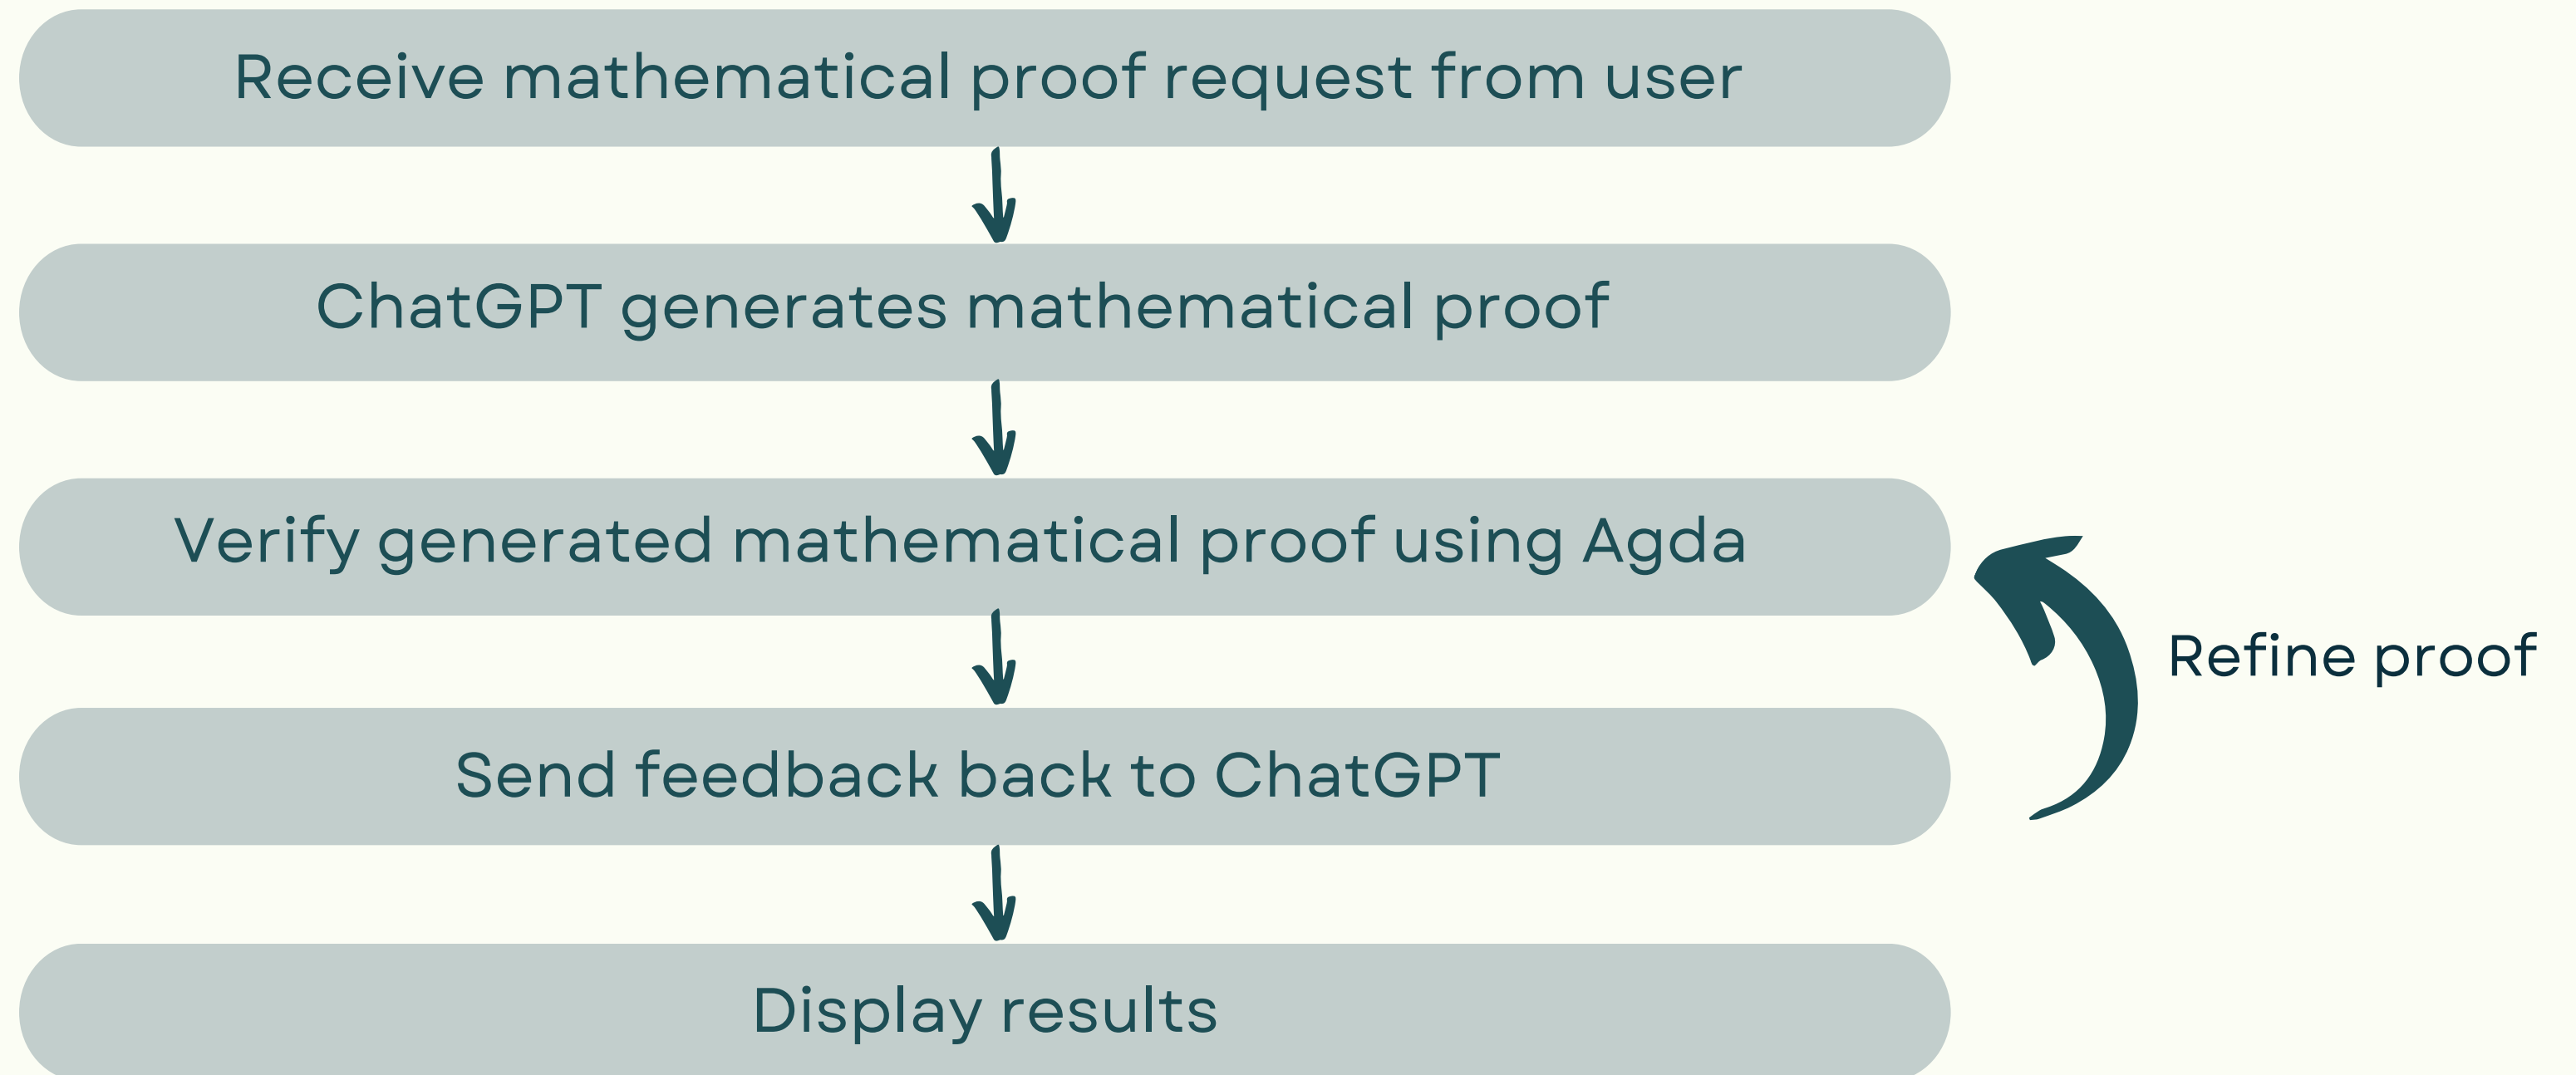 Receive mathematical proof request from user
ChatGPT generates mathematical proof
Verify generated mathematical proof using Agda
Refine proof
Send feedback back to ChatGPT
Display results